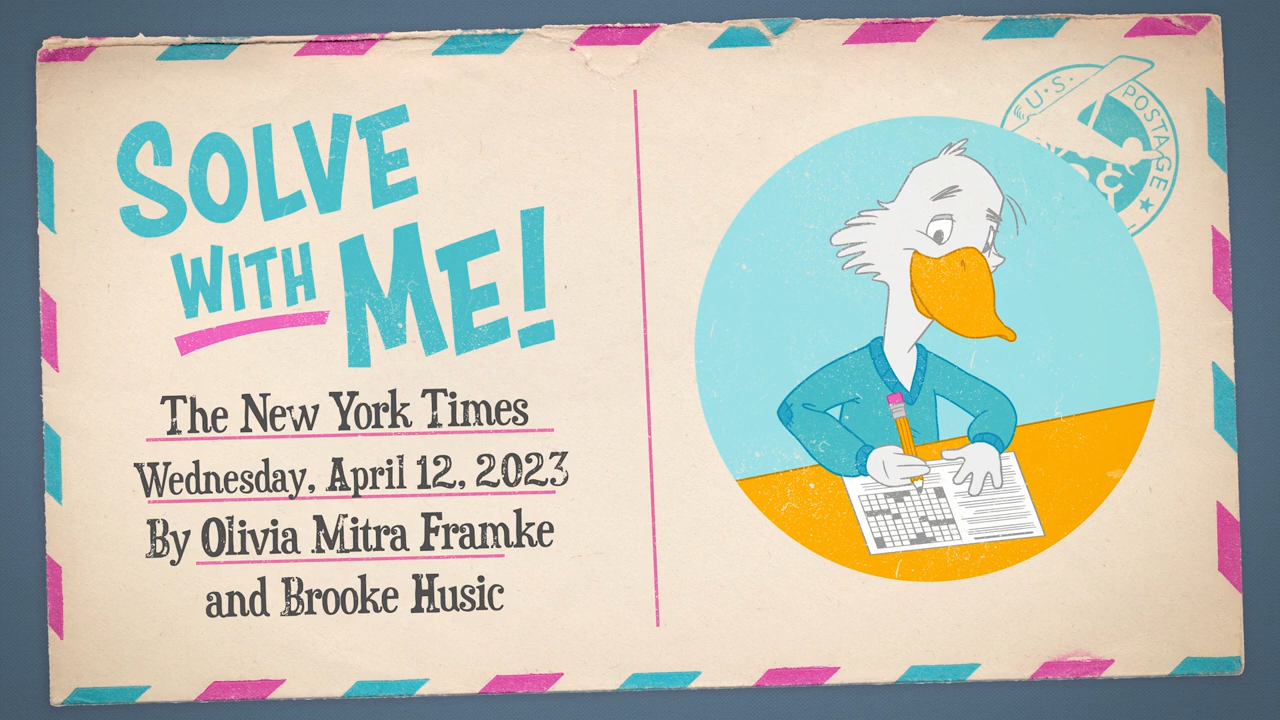 SOLVE
WITH ME!
The New York Times
Wednesday, April 12, 2023
By Olivia Mitra Framke
and Brooke Husic
U.S. POSTAGE